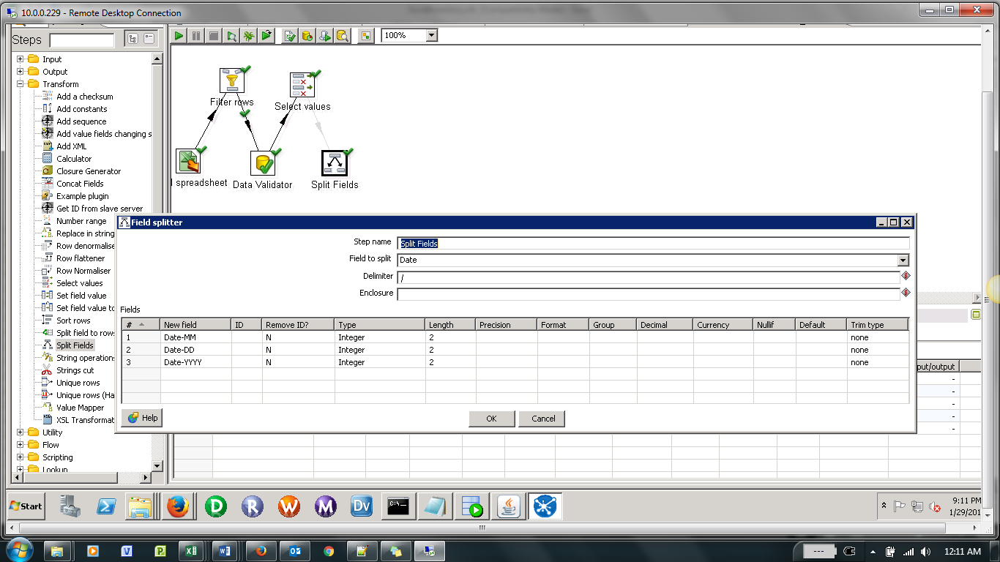 10.0.0.229 - Remote Desktop Connection
Steps
100%
Input
Output
Transform
Add a checksum
Add constants
Add sequence
Add value fields changing s
Add XML
Calculator
Closure Generator
Concat Fields
Example plugin
Get ID from slave server
Number range
Replace in string
Row denormalise
Row flattener
Row Normaliser
Select values
Set field value
Set field value to
Sort rows
Split field to rows
Split Fields
String operations
Strings cut
Unique rows
Unique rows (Ha
Value Mapper
XSL Transformat
Utility
Flow
Scripting
Lookup
Filter rows
Select values
l spreadsheet
Data Validator
Split Fields
Field splitter
Step name Split Fields
Field to split Date
Delimiter /
Enclosure
Fields
# New field ID Remove ID? Type Length Precision Format Group Decimal Currency Nullif Default Trim type
1 Date-MM N Integer 2 none
2 Date-DD N Integer 2 none
3 Date-YYYY N Integer 2 none
Help OK Cancel
put/output
-
-
-
-
-
Start
D R W M Dv C:\
9:11 PM
1/29/201
V P X W
---
12:11 AM